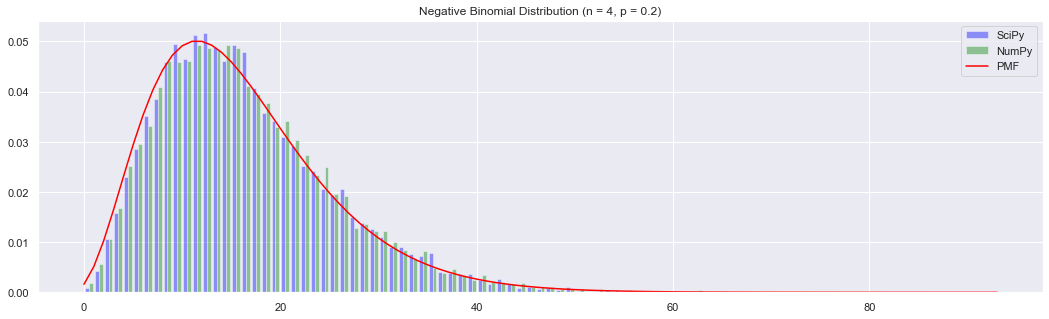 Negative Binomial Distribution (n = 4, p = 0.2)
SciPy
NumPy
PMF
0.05
0.04
0.03
0.02
0.01
0.00
0 20 40 60 80